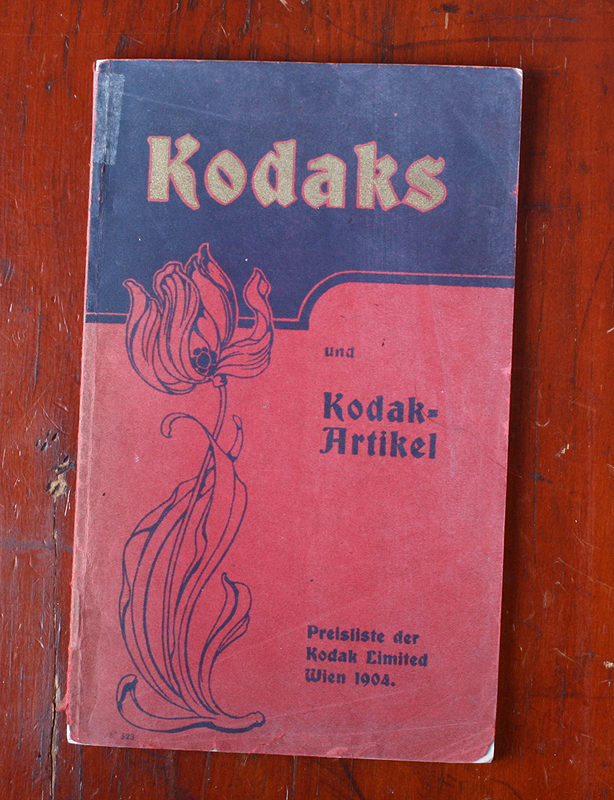 Kodaks
und
Kodak-
Artikel
Preisliste der
Kodak Limited
Wien 1904.